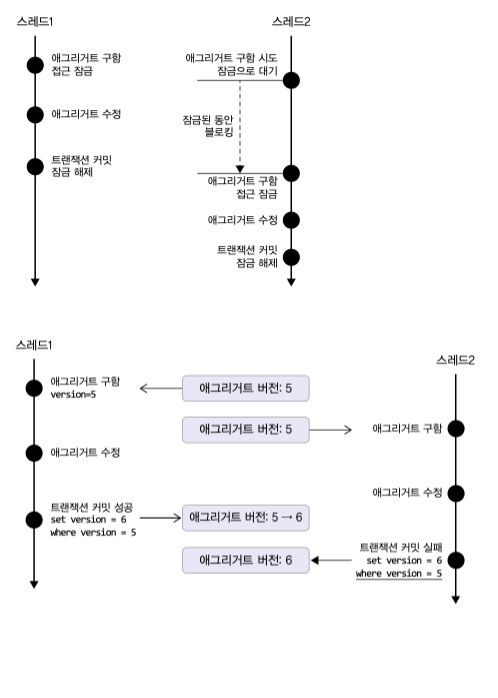 스레드1
애그리거트 구함
접근 잠금
애그리거트 수정
트랜잭션 커밋
잠금 해제
스레드2
애그리거트 구함 시도
잠금으로 대기
잠금된 동안
블로킹
애그리거트 구함
접근 잠금
애그리거트 수정
트랜잭션 커밋
잠금 해제
스레드1
스레드2
애그리거트 구함
version=5
애그리거트 버전: 5
애그리거트 버전: 5
애그리거트 구함
애그리거트 수정
애그리거트 수정
트랜잭션 커밋 성공
set version = 6
where version = 5
애그리거트 버전: 5 → 6
애그리거트 버전: 6
트랜잭션 커밋 실패
set version = 6
where version = 5